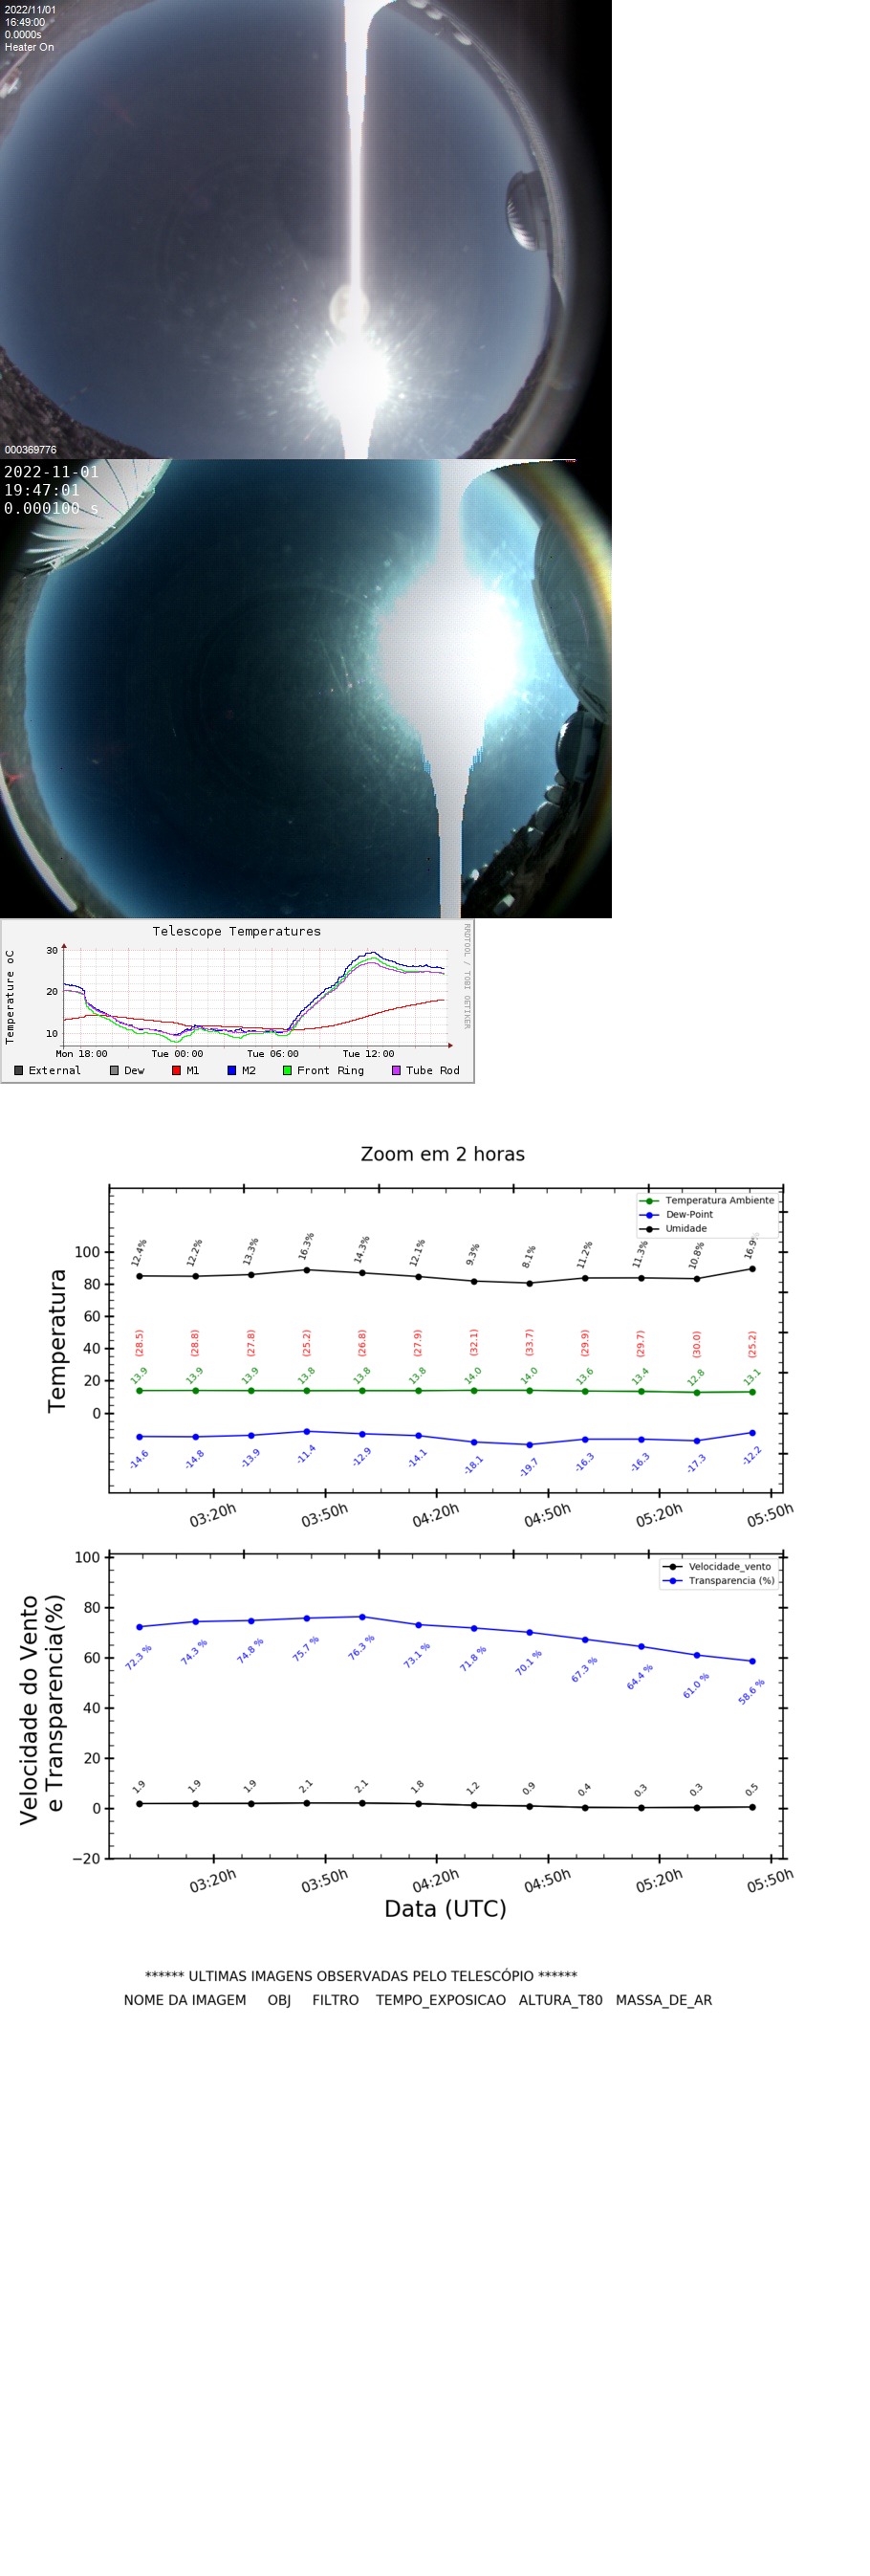 2022/11/01
16:49:00
0.0000s
Heater On
000369776
2022-11-01
19:47:01
0.000100 s
Telescope Temperatures
RRDTOOL / TOBI OETIKER
Temperature oC
30
20
10
Mon 18:00 Tue 00:00 Tue 06:00 Tue 12:00
External Dew M1 M2 Front Ring Tube Rod
Zoom em 2 horas
Temperatura Ambiente
Dew-Point
Umidade
Temperatura
100
80
60
40
20
0
12.4% 12.2% 13.3% 16.3% 14.3% 12.1% 9.3% 8.1% 11.2% 11.3% 10.8% 16.9%
(28.5) (28.8) (27.8) (25.2) (26.8) (27.9) (32.1) (33.7) (29.9) (29.7) (30.0) (25.2)
13.9 13.9 13.9 13.8 13.8 13.8 14.0 14.0 13.6 13.4 12.8 13.1
-14.6 -14.8 -13.9 -11.4 -12.9 -14.1 -18.1 -19.7 -16.3 -16.3 -17.3 -12.2
03:20h 03:50h 04:20h 04:50h 05:20h 05:50h
Velocidade_vento
Transparencia (%)
Velocidade do Vento
e Transparencia(%)
100
80
60
40
20
0
−20
72.3 % 74.3 % 74.8 % 75.7 % 76.3 % 73.1 % 71.8 % 70.1 % 67.3 % 64.4 % 61.0 % 58.6 %
1.9 1.9 1.9 2.1 2.1 1.8 1.2 0.9 0.4 0.3 0.3 0.5
03:20h 03:50h 04:20h 04:50h 05:20h 05:50h
Data (UTC)
****** ULTIMAS IMAGENS OBSERVADAS PELO TELESCÓPIO ******
NOME DA IMAGEM OBJ FILTRO TEMPO_EXPOSICAO ALTURA_T80 MASSA_DE_AR